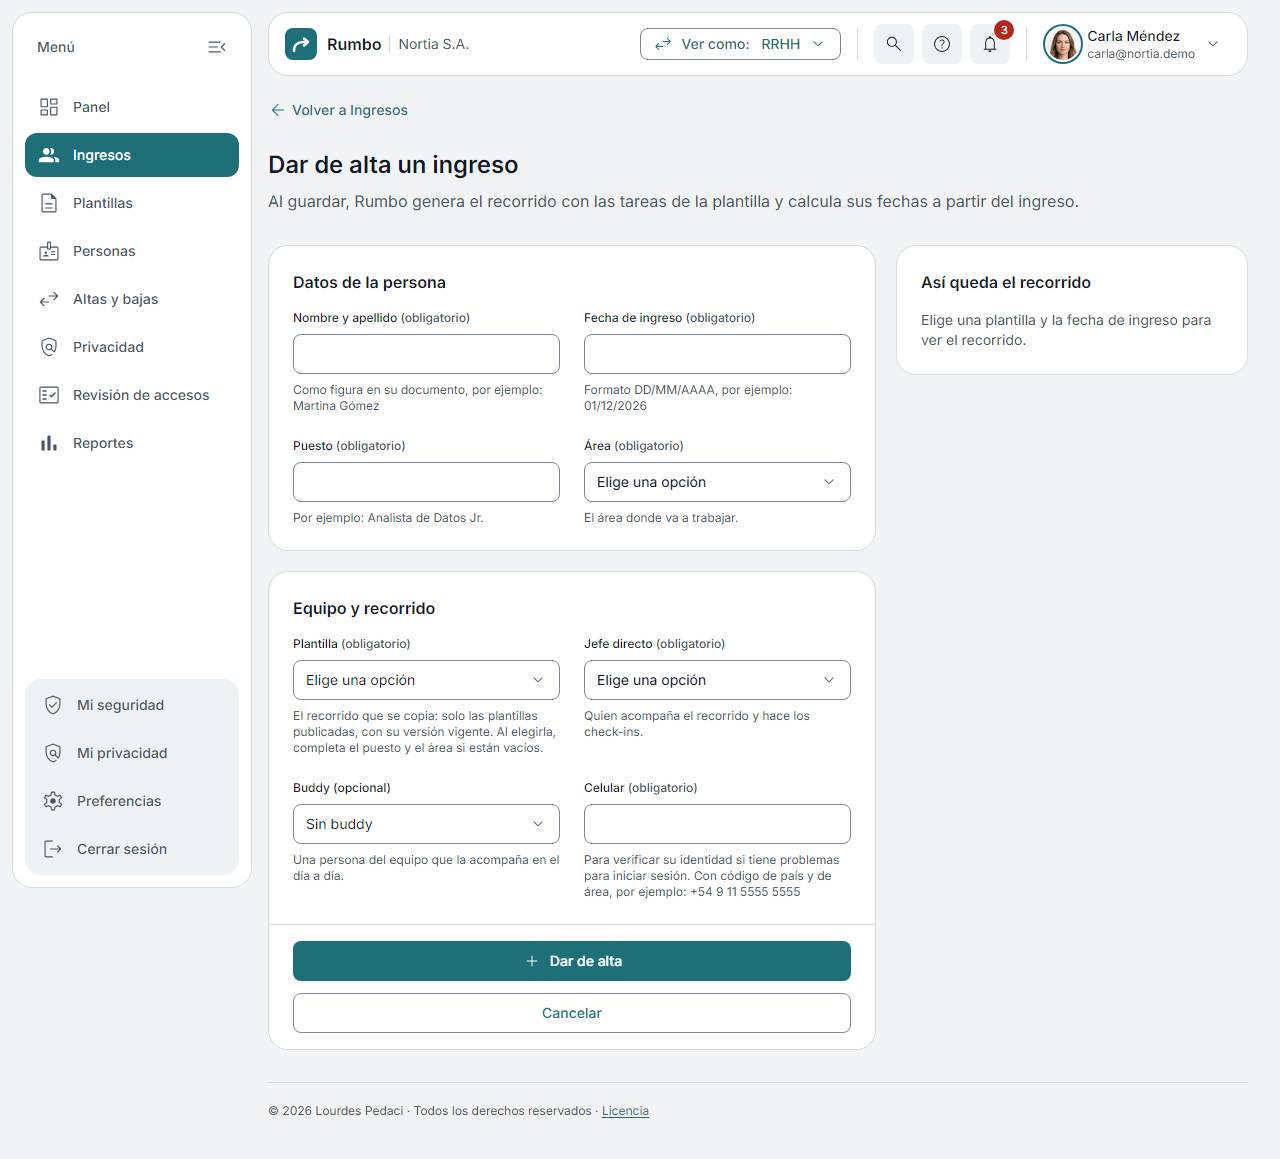 Menú
Panel
Ingresos
Plantillas
Personas
Altas y bajas
Privacidad
Revisión de accesos
Reportes
Mi seguridad
Mi privacidad
Preferencias
Cerrar sesión
Rumbo
Nortia S.A.
Ver como: RRHH
3
Carla Méndez
carla@nortia.demo
Volver a Ingresos
Dar de alta un ingreso
Al guardar, Rumbo genera el recorrido con las tareas de la plantilla y calcula sus fechas a partir del ingreso.
Datos de la persona
Nombre y apellido (obligatorio)
Como figura en su documento, por ejemplo:
Martina Gómez
Fecha de ingreso (obligatorio)
Formato DD/MM/AAAA, por ejemplo:
01/12/2026
Puesto (obligatorio)
Por ejemplo: Analista de Datos Jr.
Área (obligatorio)
Elige una opción
El área donde va a trabajar.
Equipo y recorrido
Plantilla (obligatorio)
Elige una opción
El recorrido que se copia: solo las plantillas
publicadas, con su versión vigente. Al elegirla,
completa el puesto y el área si están vacíos.
Jefe directo (obligatorio)
Elige una opción
Quien acompaña el recorrido y hace los
check-ins.
Buddy (opcional)
Sin buddy
Una persona del equipo que la acompaña en el
día a día.
Celular (obligatorio)
Para verificar su identidad si tiene problemas
para iniciar sesión. Con código de país y de
área, por ejemplo: +54 9 11 5555 5555
Dar de alta
Cancelar
Así queda el recorrido
Elige una plantilla y la fecha de ingreso para
ver el recorrido.
© 2026 Lourdes Pedaci · Todos los derechos reservados · Licencia